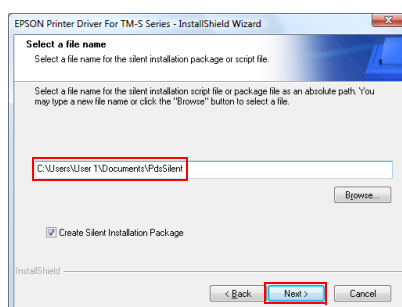 EPSON Printer Driver For TM-S Series - InstallShield Wizard
Select a file name
Select a file name for the silent installation package or script file.
Select a file name for the silent installation script file or package file as an absolute path. You
may type a new file name or click the "Browse" button to select a file.
C:\Users\User 1\Documents\PdsSilent
Browse...
Create Silent Installation Package
InstallShield
< Back Next > Cancel